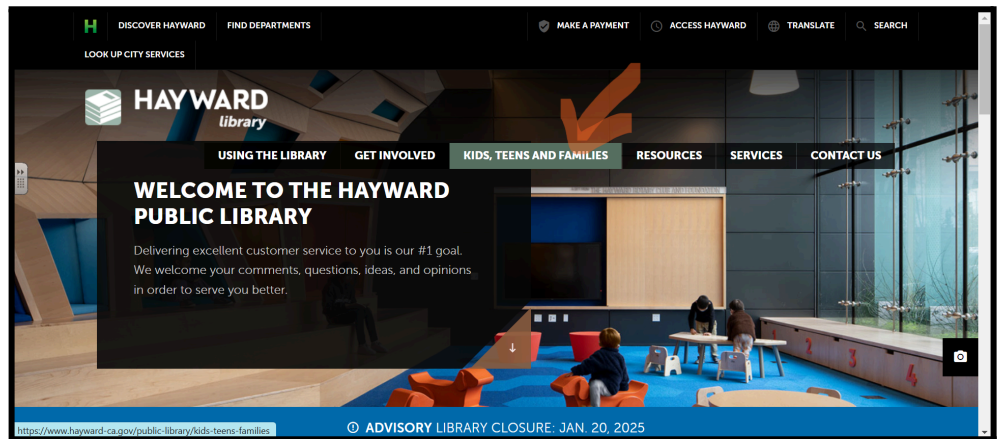 H DISCOVER HAYWARD FIND DEPARTMENTS MAKE A PAYMENT ACCESS HAYWARD TRANSLATE SEARCH
LOOK UP CITY SERVICES
HAYWARD
library
USING THE LIBRARY GET INVOLVED KIDS, TEENS AND FAMILIES RESOURCES SERVICES CONTACT US
WELCOME TO THE HAYWARD
PUBLIC LIBRARY
Delivering excellent customer service to you is our #1 goal.
We welcome your comments, questions, ideas, and opinions
in order to serve you better.
2 3 4
ADVISORY LIBRARY CLOSURE: JAN. 20, 2025
https://www.hayward-ca.gov/public-library/kids-teens-families